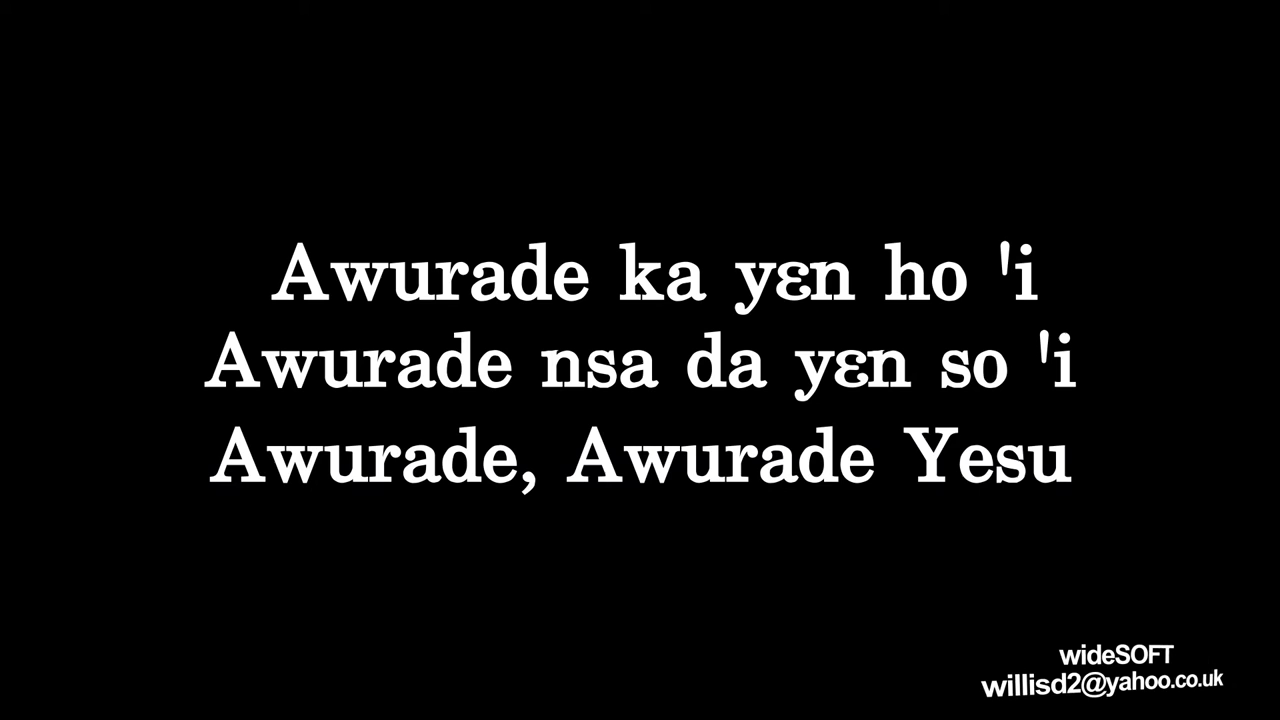 Awurade ka yɛn ho 'i
Awurade nsa da yɛn so 'i
Awurade, Awurade Yesu
wideSOFT
willisd2@yahoo.co.uk